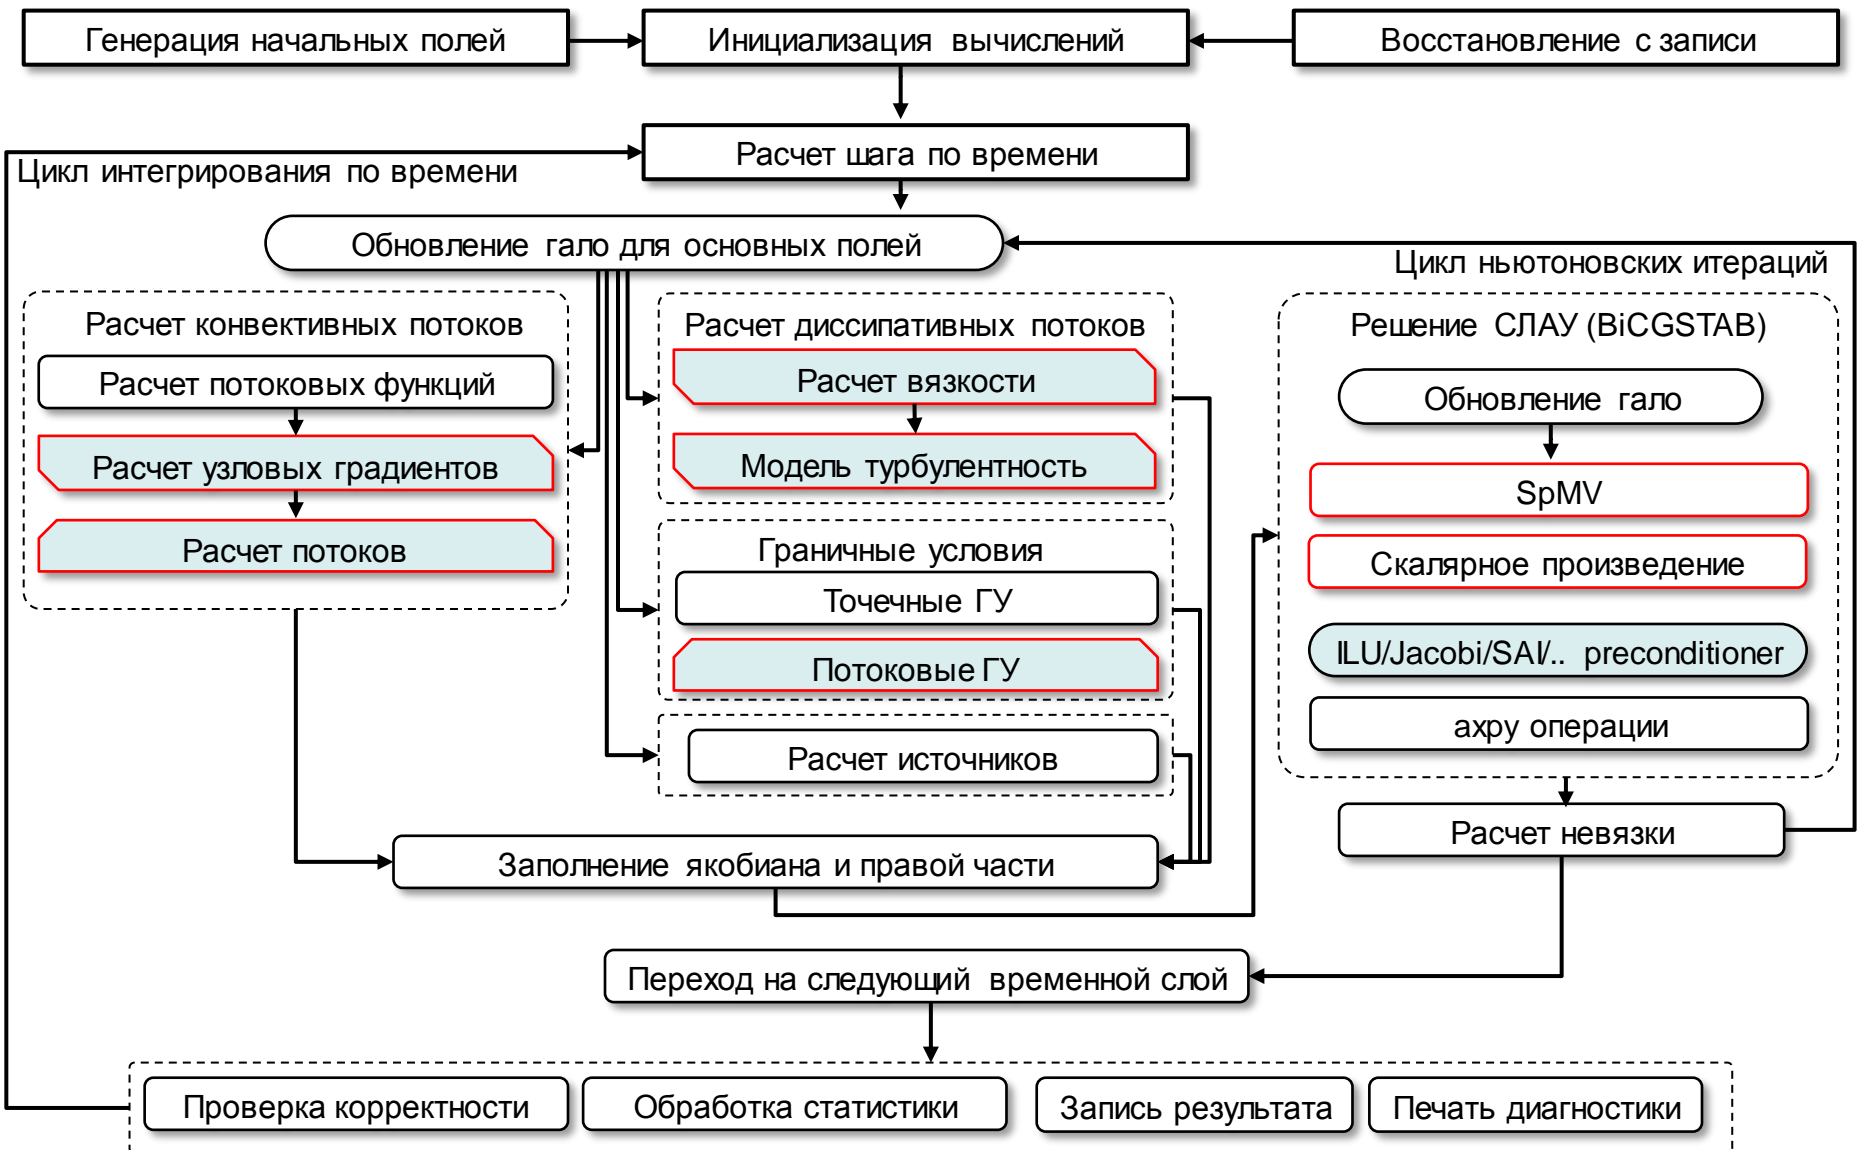 Генерация начальных полей
Инициализация вычислений
Восстановление с записи
Расчет шага по времени
Цикл интегрирования по времени
Обновление гало для основных полей
Цикл ньютоновских итераций
Расчет конвективных потоков
Расчет потоковых функций
Расчет узловых градиентов
Расчет потоков
Расчет диссипативных потоков
Расчет вязкости
Модель турбулентность
Граничные условия
Точечные ГУ
Потоковые ГУ
Расчет источников
Решение СЛАУ (BiCGSTAB)
Обновление гало
SpMV
Скалярное произведение
ILU/Jacobi/SAI/.. preconditioner
axpy операции
Расчет невязки
Заполнение якобиана и правой части
Переход на следующий временной слой
Проверка корректности
Обработка статистики
Запись результата
Печать диагностики